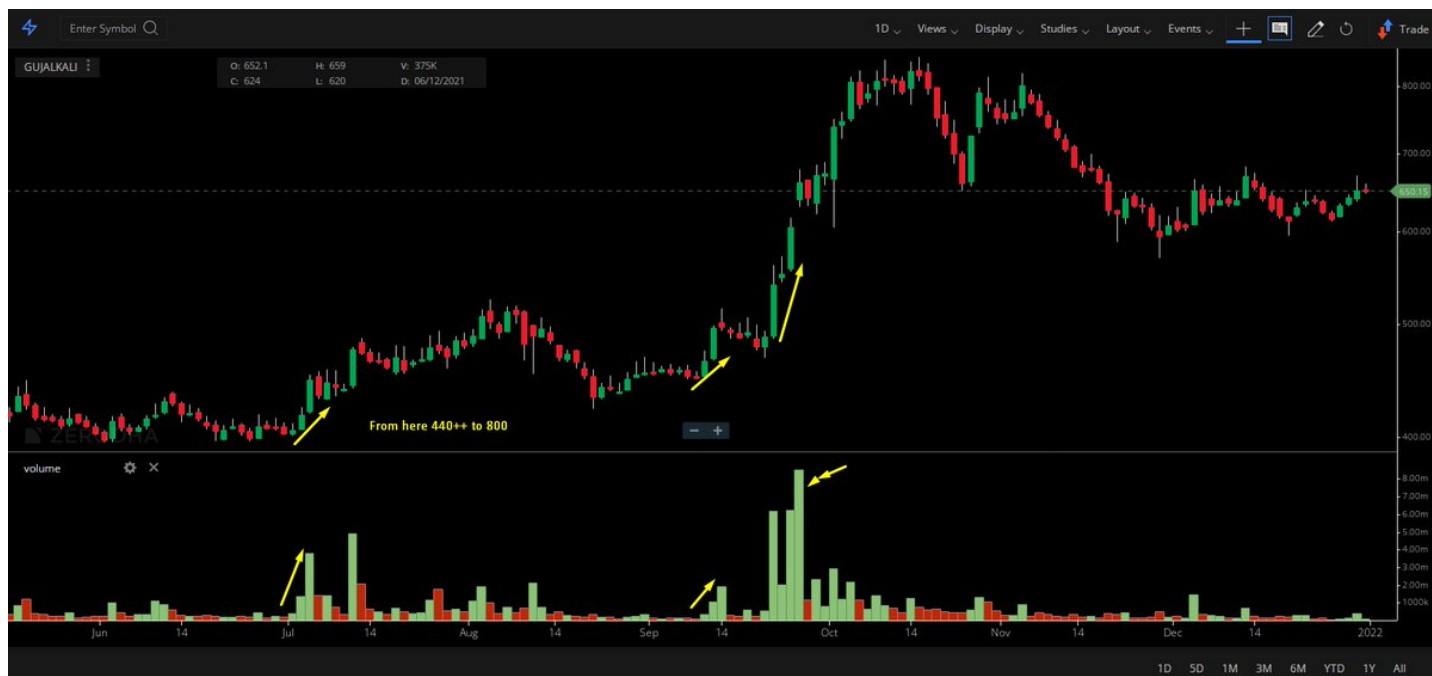 Enter Symbol
1D Views Display Studies Layout Events Trade
GUJALKALI
O: 652.1 H: 659 V: 375K
C: 624 L: 620 D: 06/12/2021
800.00
700.00
650.15
600.00
500.00
From here 440++ to 800
ZERODHA
400.00
volume
8.00m
7.00m
6.00m
5.00m
4.00m
3.00m
2.00m
1000k
Jun 14 Jul 14 Aug 14 Sep 14 Oct 14 Nov 14 Dec 14 2022
1D 5D 1M 3M 6M YTD 1Y All